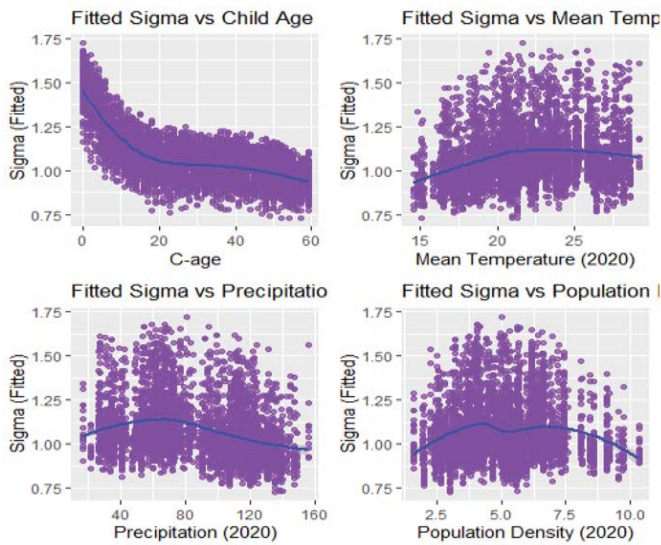 Fitted Sigma vs Child Age
Sigma (Fitted)
1.75
1.50
1.25
1.00
0.75
0 20 40 60
C-age
Fitted Sigma vs Mean Temp
Sigma (Fitted)
1.75
1.50
1.25
1.00
0.75
15 20 25
Mean Temperature (2020)
Fitted Sigma vs Precipitatio
Sigma (Fitted)
1.75
1.50
1.25
1.00
0.75
40 80 120 160
Precipitation (2020)
Fitted Sigma vs Population
Sigma (Fitted)
1.75
1.50
1.25
1.00
0.75
2.5 5.0 7.5 10.0
Population Density (2020)